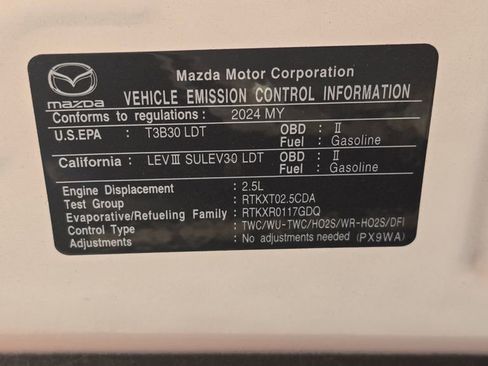 mazda
Mazda Motor Corporation
VEHICLE EMISSION CONTROL INFORMATION
Conforms to regulations : 2024 MY
U.S.EPA : T3B30 LDT OBD : II
Fuel : Gasoline
California : LEVⅢ SULEV30 LDT OBD : II
Fuel : Gasoline
Engine Displacement : 2.5L
Test Group : RTKXT02.5CDA
Evaporative/Refueling Family : RTKXR0117GDQ
Control Type : TWC/WU-TWC/HO2S/WR-HO2S/DFI
Adjustments : No adjustments needed (PX9WA)